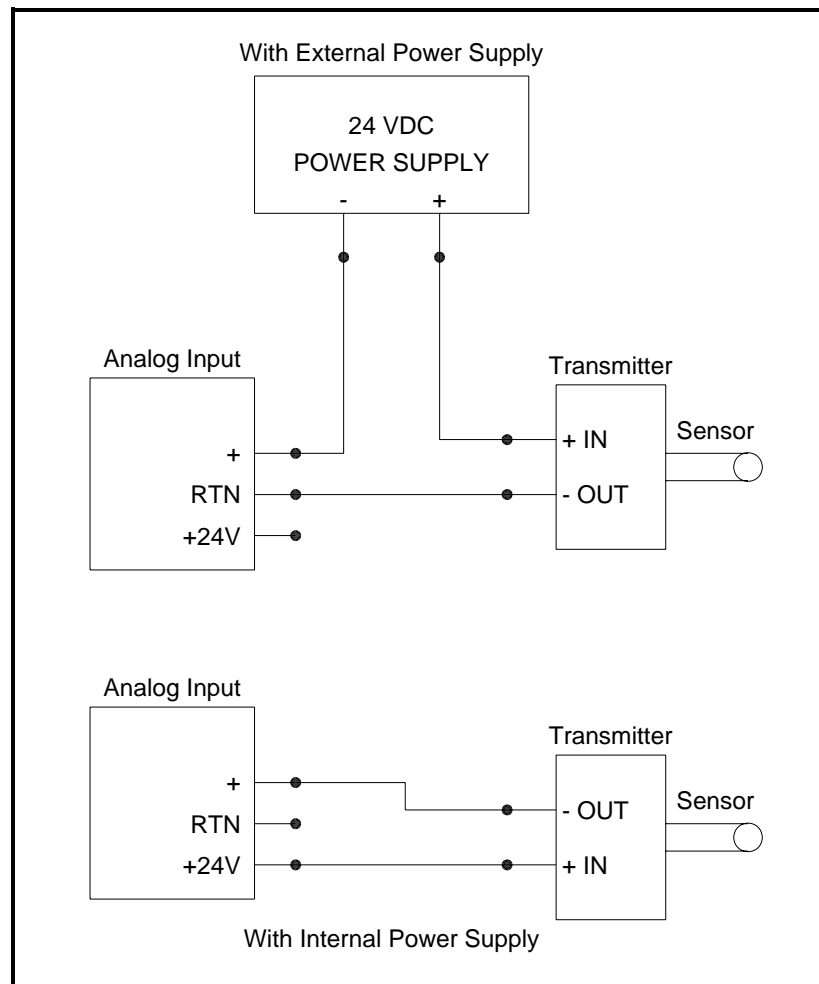 With External Power Supply
24 VDC
POWER SUPPLY
- +
Analog Input
+
RTN
+24V
Transmitter
+ IN
- OUT
Sensor
Analog Input
+
RTN
+24V
Transmitter
- OUT
+ IN
Sensor
With Internal Power Supply